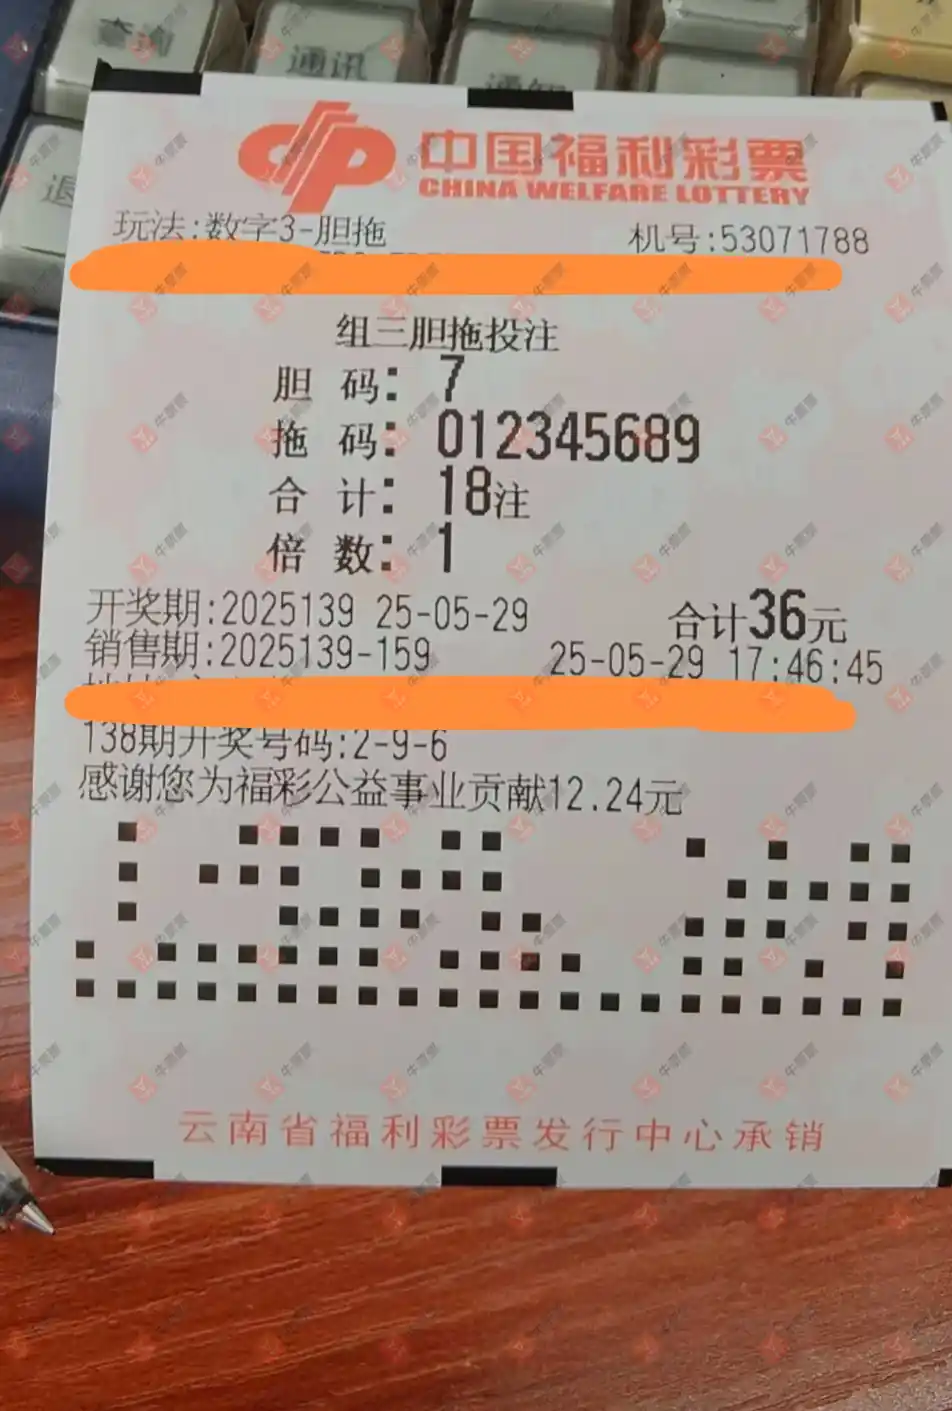 查询
通讯
中国福利彩票
CHINA WELFARE LOTTERY
玩法:数字3-胆拖 机号:53071788
组三胆拖投注
胆 码: 7
拖 码: 012345689
合 计: 18注
倍 数: 1
开奖期:2025139 25-05-29 合计36元
销售期:2025139-159 25-05-29 17:46:45
138期开奖号码:2-9-6
感谢您为福彩公益事业贡献12.24元
云南省福利彩票发行中心承销